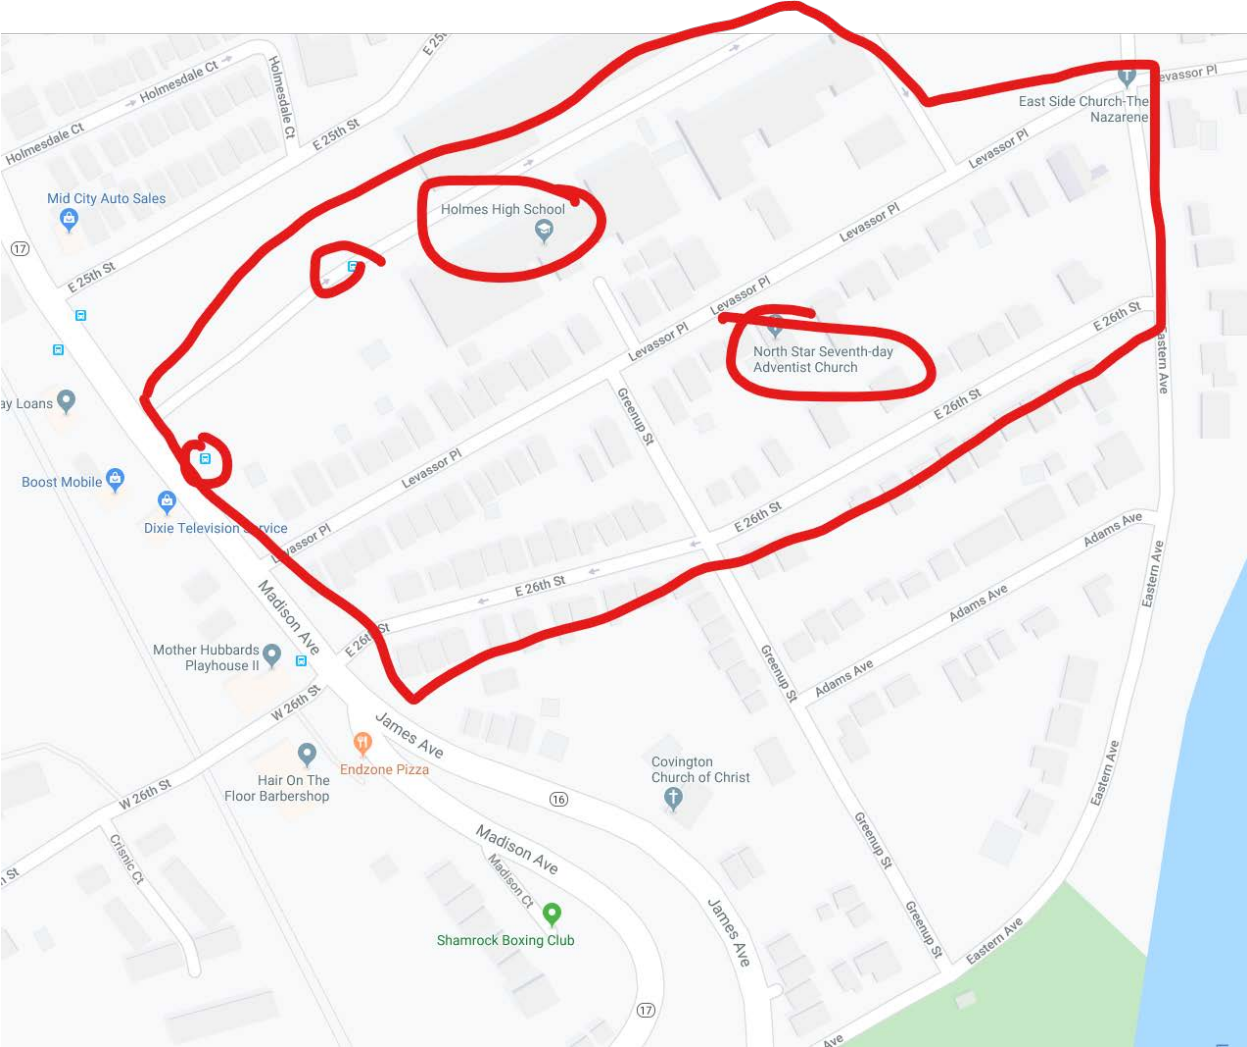 E 25th
Holmesdale Ct
Holmesdale Ct
Holmesdale Ct
E 25th St
Mid City Auto Sales
17
E 25th St
Holmes High School
East Side Church-The
Nazarene
Levassor Pl
Levassor Pl
Levassor Pl
Levassor Pl
Levassor Pl
North Star Seventh-day
Adventist Church
E 26th St
Eastern Ave
E 26th St
Greenup St
ay Loans
Levassor Pl
Boost Mobile
Dixie Television Service
Levassor Pl
E 26th St
E 26th St
E 26th St
Adams Ave
Eastern Ave
Adams Ave
Adams Ave
Madison Ave
Mother Hubbards
Playhouse II
W 26th St
Greenup St
James Ave
Endzone Pizza
Hair On The
Floor Barbershop
Covington
Church of Christ
16
W 26th St
Eastern Ave
Crisnic Ct
Madison Ave
Madison Ct
Greenup St
n St
Shamrock Boxing Club
James Ave
Greenup St
Eastern Ave
17
Ave